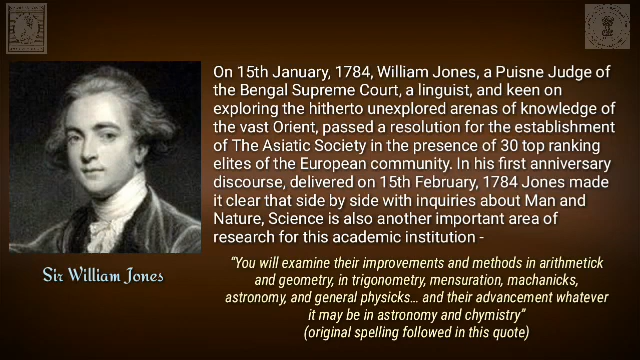 On 15th January, 1784, William Jones, a Puisne Judge of
the Bengal Supreme Court, a linguist, and keen on
exploring the hitherto unexplored arenas of knowledge of
the vast Orient, passed a resolution for the establishment
of The Asiatic Society in the presence of 30 top ranking
elites of the European community. In his first anniversary
discourse, delivered on 15th February, 1784 Jones made
it clear that side by side with inquiries about Man and
Nature, Science is also another important area of
research for this academic institution -
Sir William Jones
“You will examine their improvements and methods in arithmetick
and geometry, in trigonometry, mensuration, machanicks,
astronomy, and general physicks… and their advancement whatever
it may be in astronomy and chymistry”
(original spelling followed in this quote)